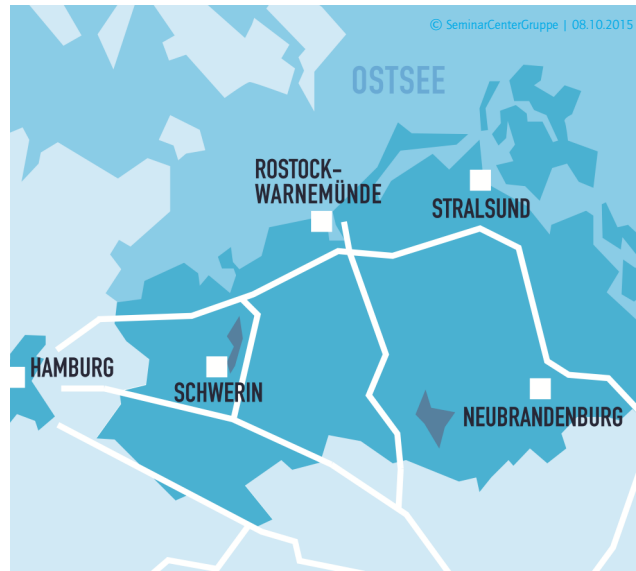 © SeminarCenterGruppe | 08.10.2015
OSTSEE
ROSTOCK-
WARNEMÜNDE
STRALSUND
HAMBURG
SCHWERIN
NEUBRANDENBURG